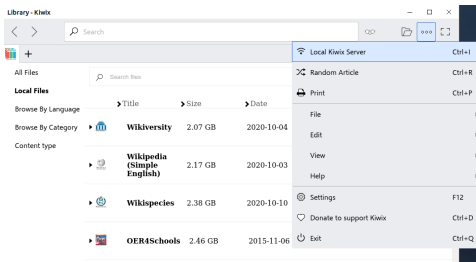 Library - Kiwix
Search
+
All Files
Local Files
Browse By Language
Browse By Category
Content type
Search files
Title Size Date
Wikiversity 2.07 GB 2020-10-04
Wikipedia (Simple English) 2.17 GB 2020-10-03
Wikispecies 2.38 GB 2020-10-10
OER4Schools 2.46 GB 2015-11-06
Local Kiwix Server Ctrl+I
Random Article Ctrl+R
Print Ctrl+P
File
Edit
View
Help
Settings F12
Donate to support Kiwix Ctrl+D
Exit Ctrl+Q